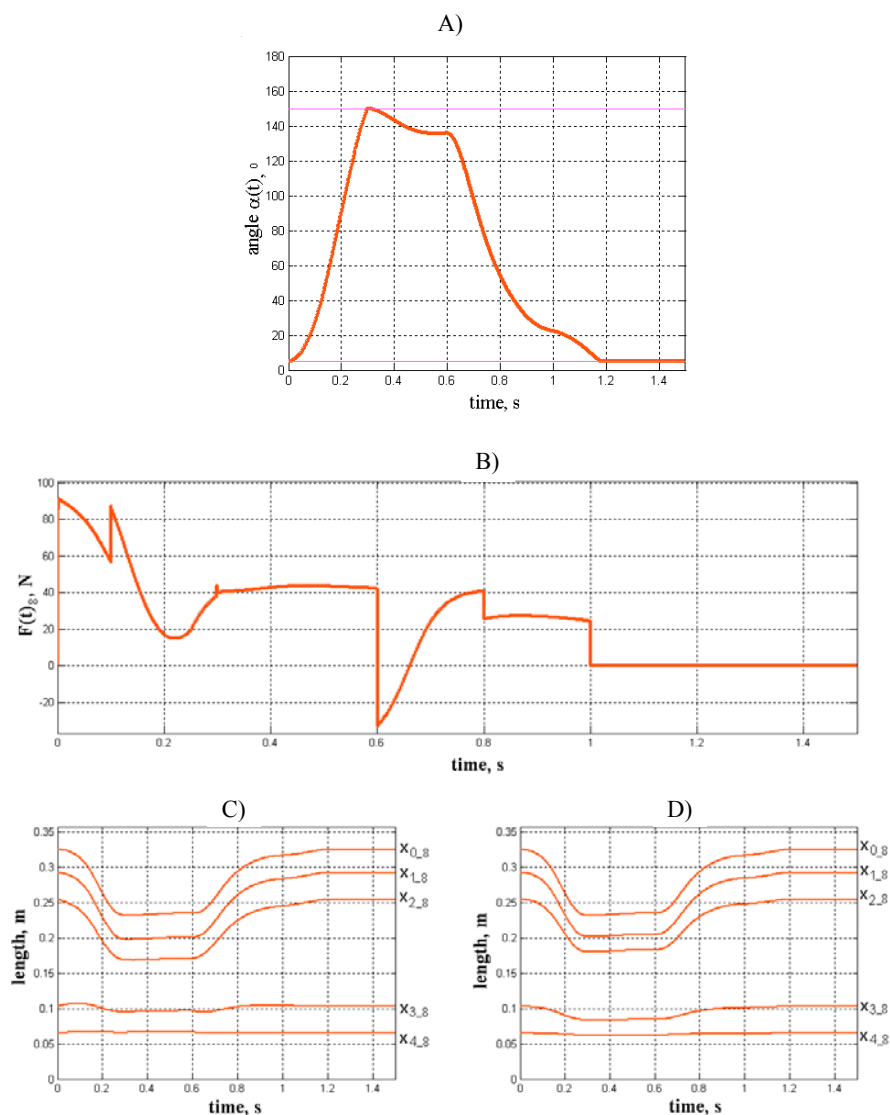 A)
180
160
140
120
100
80
60
40
20
0
angle α(t), 0
0 0.2 0.4 0.6 0.8 1 1.2 1.4
time, s
B)
100
80
60
40
20
0
-20
F(t)8, N
0 0.2 0.4 0.6 0.8 1 1.2 1.4
time, s
C)
0.35
0.3
0.25
0.2
0.15
0.1
0.05
0
length, m
x0_8
x1_8
x2_8
x3_8
x4_8
0 0.2 0.4 0.6 0.8 1 1.2 1.4
time, s
D)
0.35
0.3
0.25
0.2
0.15
0.1
0.05
0
length, m
x0_8
x1_8
x2_8
x3_8
x4_8
0 0.2 0.4 0.6 0.8 1 1.2 1.4
time, s